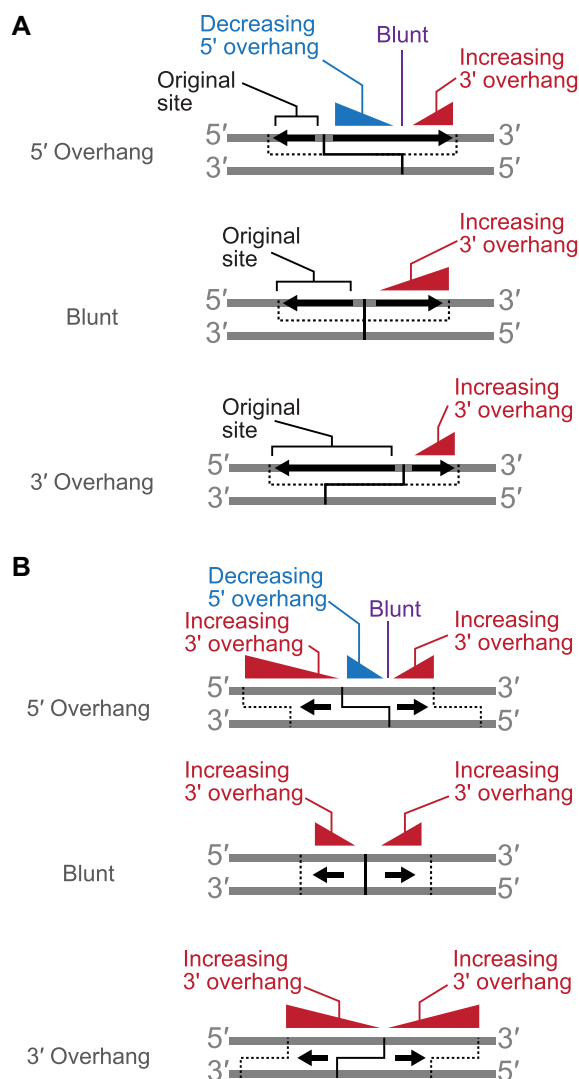 A
Decreasing
5′ overhang
Blunt
Increasing
3′ overhang
Original
site
5′ Overhang
5′
3′
3′
5′
Increasing
3' overhang
Original
site
Blunt
5′
3′
3′
5′
Increasing
3' overhang
Original
site
3′ Overhang
5′
3′
3′
5′
B
Decreasing
5′ overhang
Blunt
Increasing
3′ overhang
Increasing
3′ overhang
5′ Overhang
5′
3′
3′
5′
Increasing
3′ overhang
Increasing
3′ overhang
Blunt
5′
3′
3′
5′
Increasing
3′ overhang
Increasing
3′ overhang
3′ Overhang
5′
3′
3′
5′